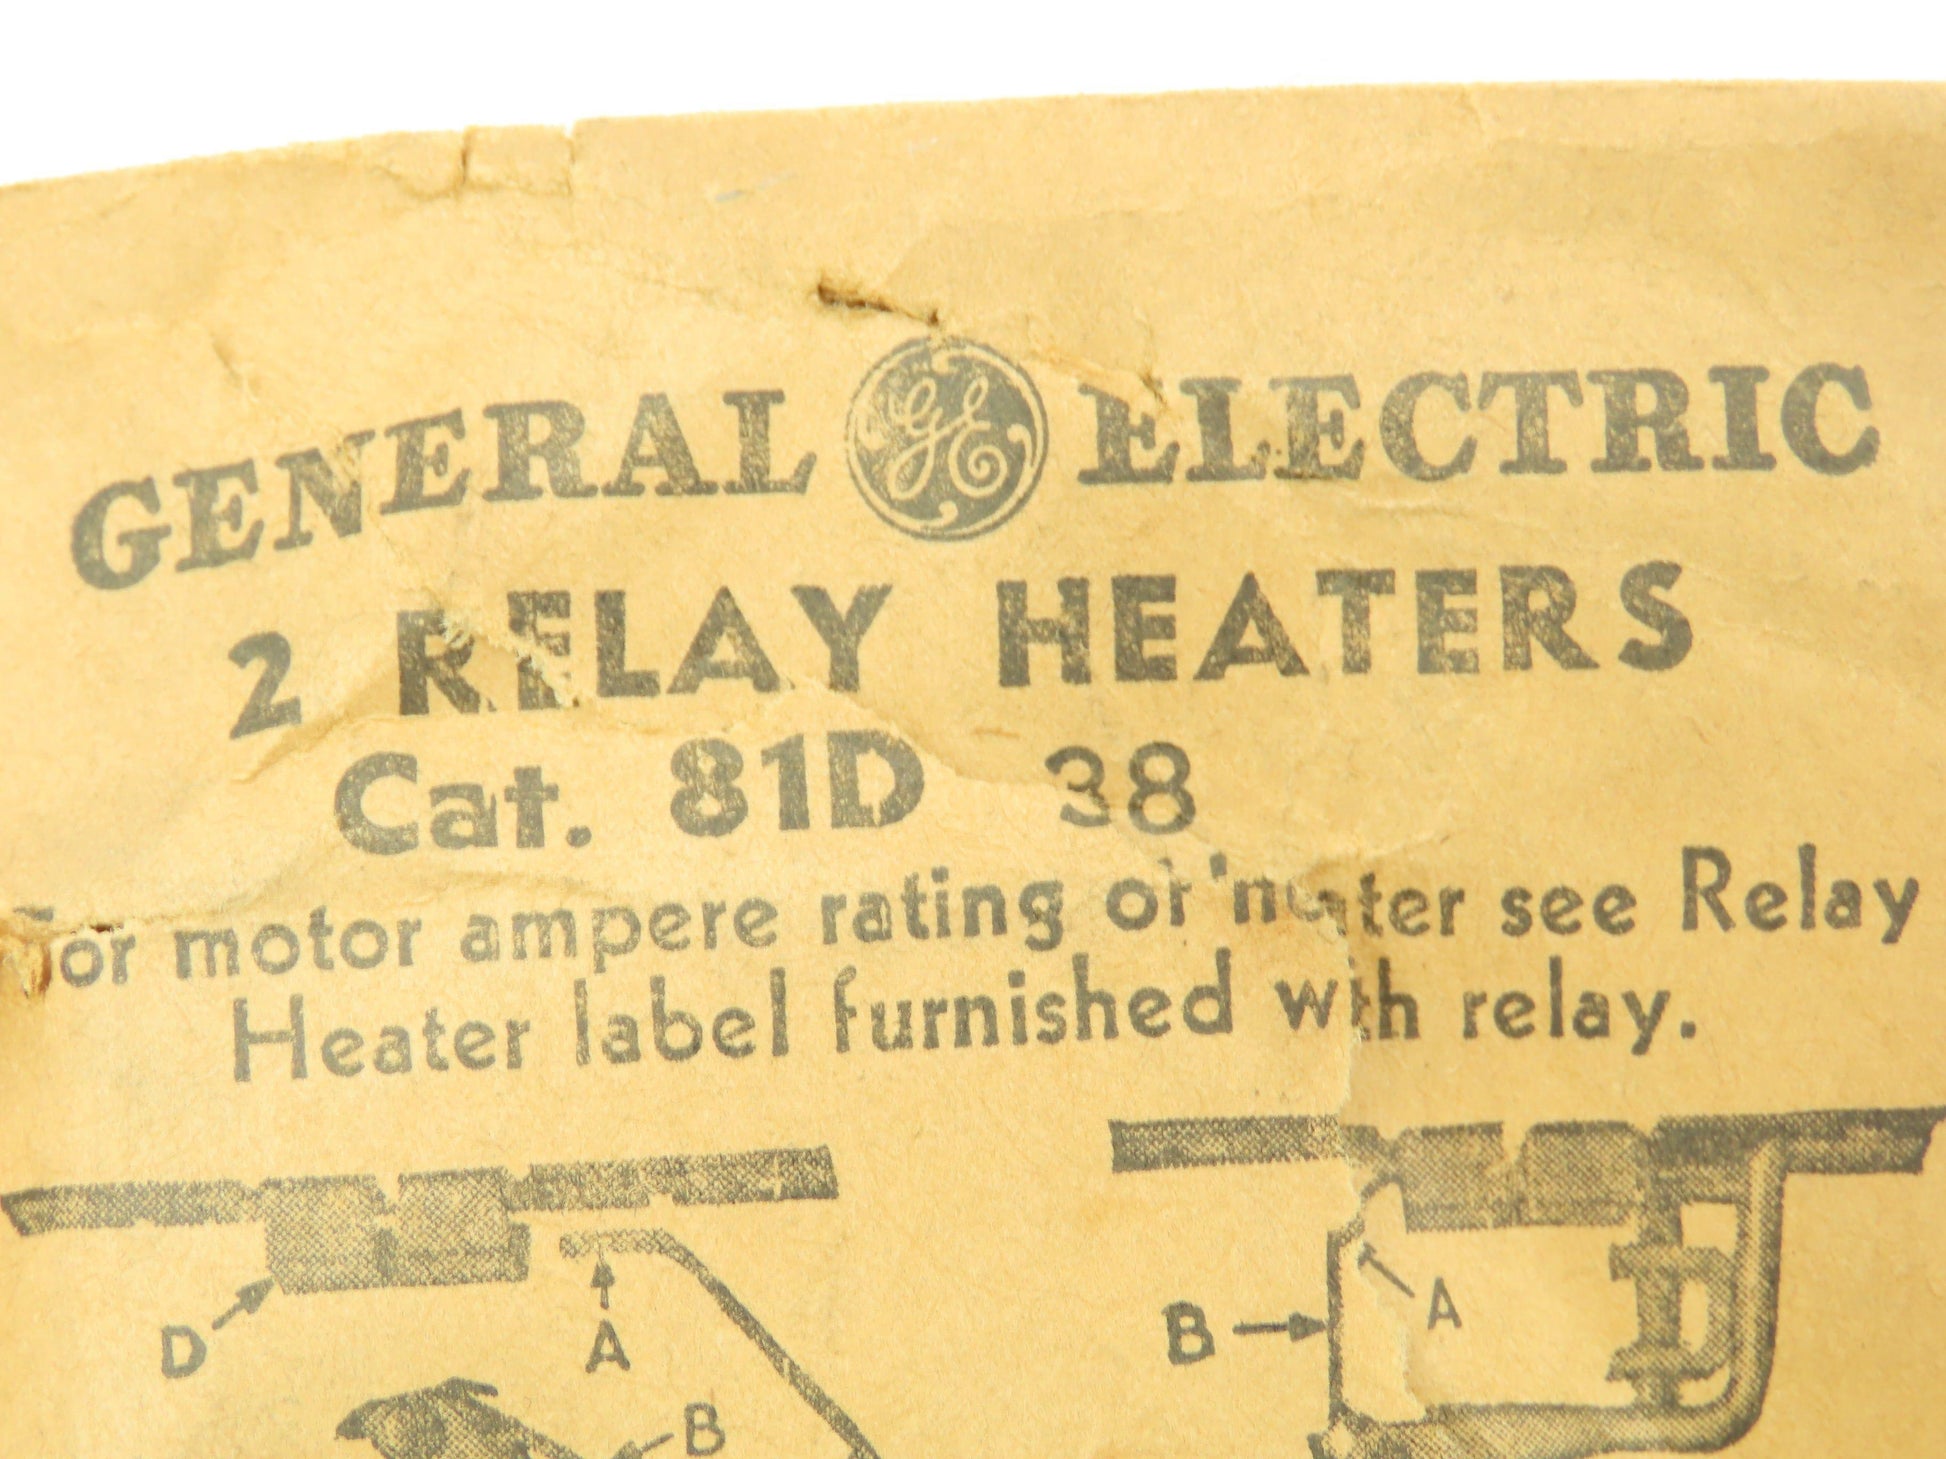 GENERAL GE ELECTRIC
2 RELAY HEATERS
Cat. 81D 38
For motor ampere rating of heater see Relay
Heater label furnished with relay.
D
A
B
B
A